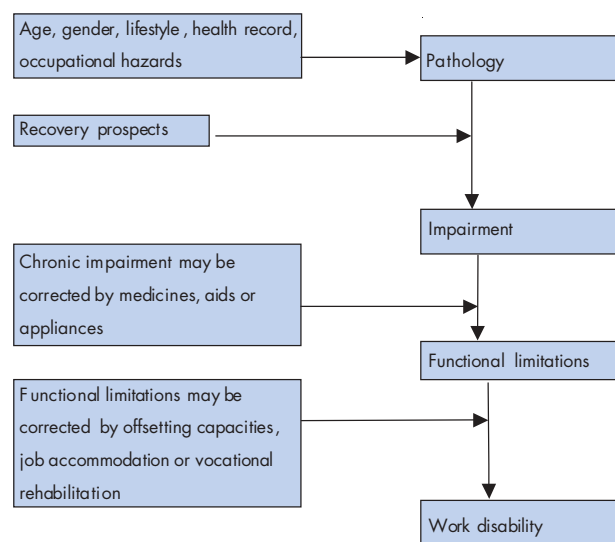 Age, gender, lifestyle, health record,
occupational hazards
Pathology
Recovery prospects
Impairment
Chronic impairment may be
corrected by medicines, aids or
appliances
Functional limitations
Functional limitations may be
corrected by offsetting capacities,
job accommodation or vocational
rehabilitation
Work disability